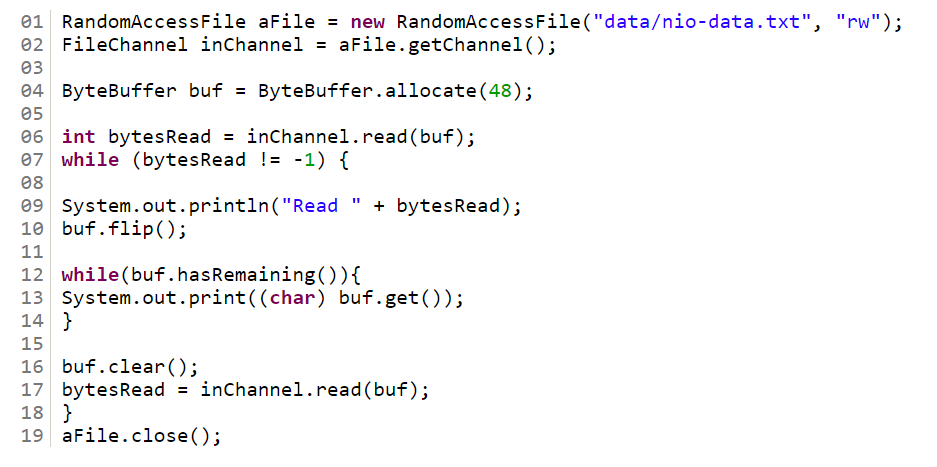 01 RandomAccessFile aFile = new RandomAccessFile("data/nio-data.txt", "rw");
02 FileChannel inChannel = aFile.getChannel();
03
04 ByteBuffer buf = ByteBuffer.allocate(48);
05
06 int bytesRead = inChannel.read(buf);
07 while (bytesRead != -1) {
08
09 System.out.println("Read " + bytesRead);
10 buf.flip();
11
12 while(buf.hasRemaining()){
13 System.out.print((char) buf.get());
14 }
15
16 buf.clear();
17 bytesRead = inChannel.read(buf);
18 }
19 aFile.close();